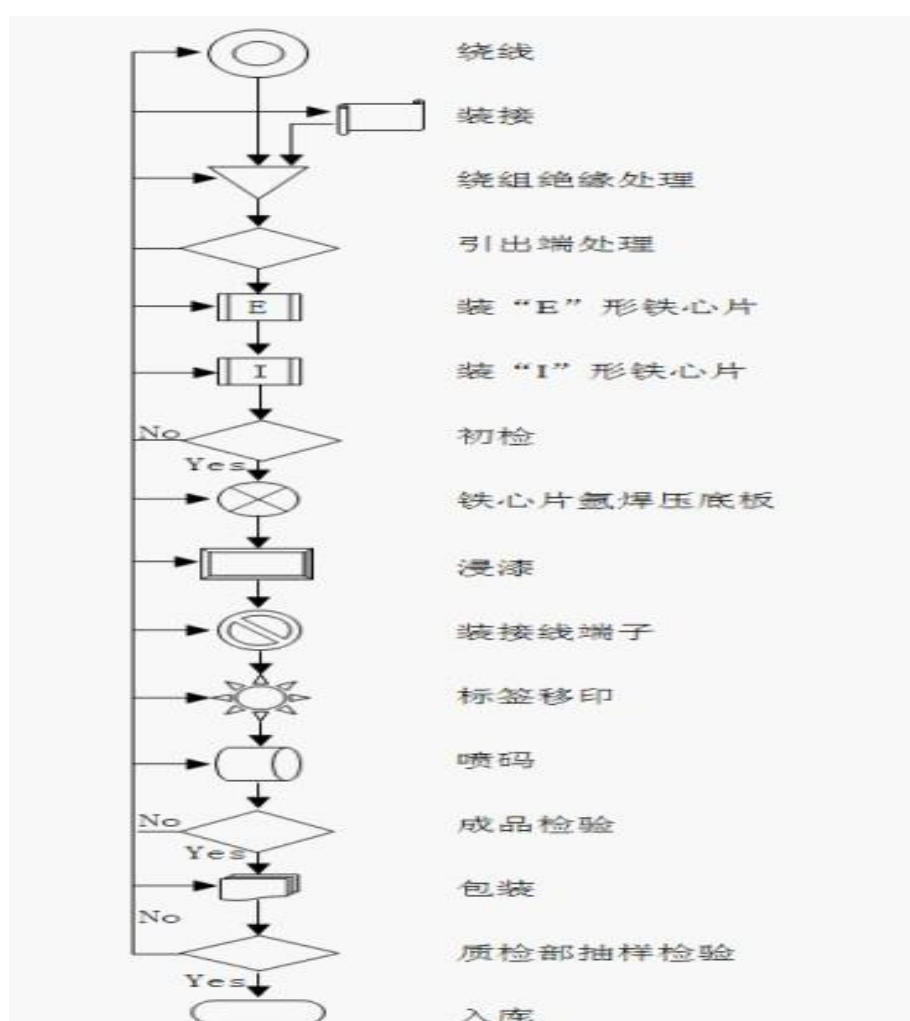 绕线
装接
绕组绝缘处理
引出端处理
E
装“E”形铁心片
I
装“I”形铁心片
No
初检
Yes
铁心片氩焊压底板
浸漆
装接线端子
标签移印
喷码
No
成品检验
Yes
包装
No
质检部抽样检验
Yes
入库